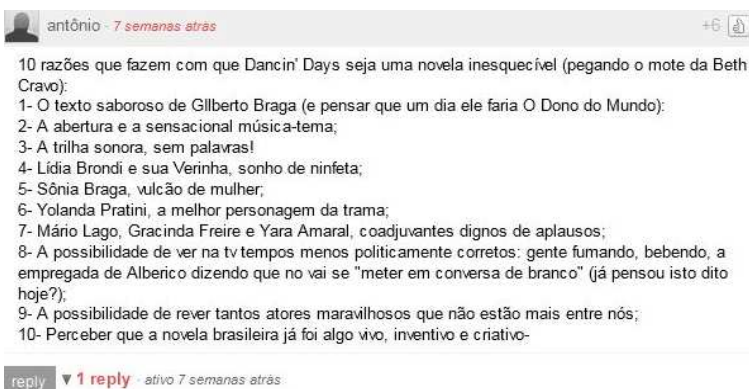 antônio - 7 semanas atrás
+6
10 razões que fazem com que Dancin' Days seja uma novela inesquecível (pegando o mote da Beth
Cravo):
1- O texto saboroso de GIlberto Braga (e pensar que um dia ele faria O Dono do Mundo):
2- A abertura e a sensacional música-tema;
3- A trilha sonora, sem palavras!
4- Lídia Brondi e sua Verinha, sonho de ninfeta;
5- Sônia Braga, vulcão de mulher;
6- Yolanda Pratini, a melhor personagem da trama;
7- Mário Lago, Gracinda Freire e Yara Amaral, coadjuvantes dignos de aplausos;
8- A possibilidade de ver na tv tempos menos politicamente corretos: gente fumando, bebendo, a
empregada de Alberico dizendo que no vai se "meter em conversa de branco" (já pensou isto dito
hoje?);
9- A possibilidade de rever tantos atores maravilhosos que não estão mais entre nós;
10- Perceber que a novela brasileira já foi algo vivo, inventivo e criativo-
reply ▼ 1 reply · ativo 7 semanas atrás